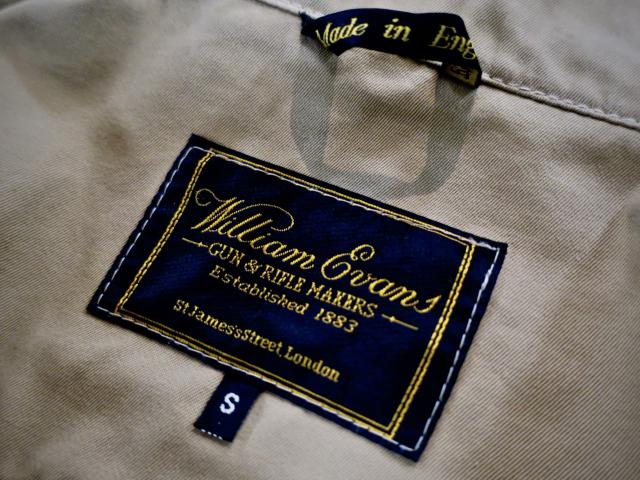 Made in Eng
William Evans
GUN & RIFLE MAKERS
Established 1883
St James's Street, London
S